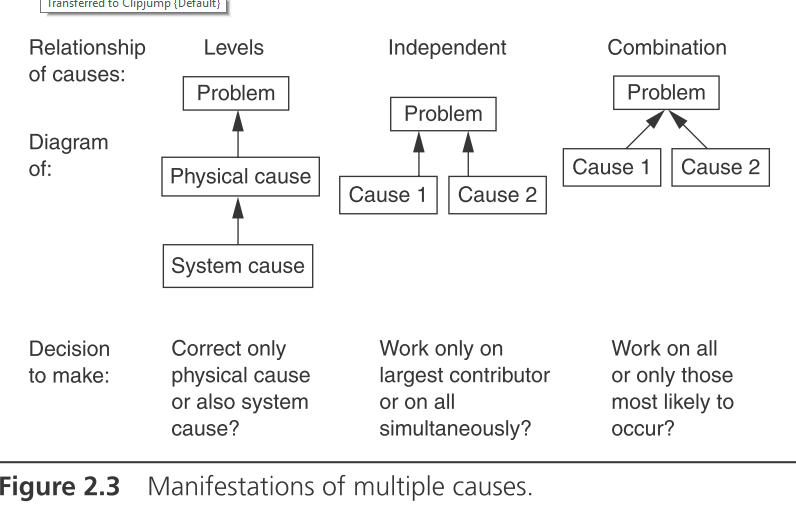 Transferred to Clipjump {Default}
Relationship of causes:
Levels
Independent
Combination
Diagram of:
Problem
Physical cause
System cause
Problem
Cause 1
Cause 2
Problem
Cause 1
Cause 2
Decision to make:
Correct only
physical cause
or also system
cause?
Work only on
largest contributor
or on all
simultaneously?
Work on all
or only those
most likely to
occur?
Figure 2.3 Manifestations of multiple causes.